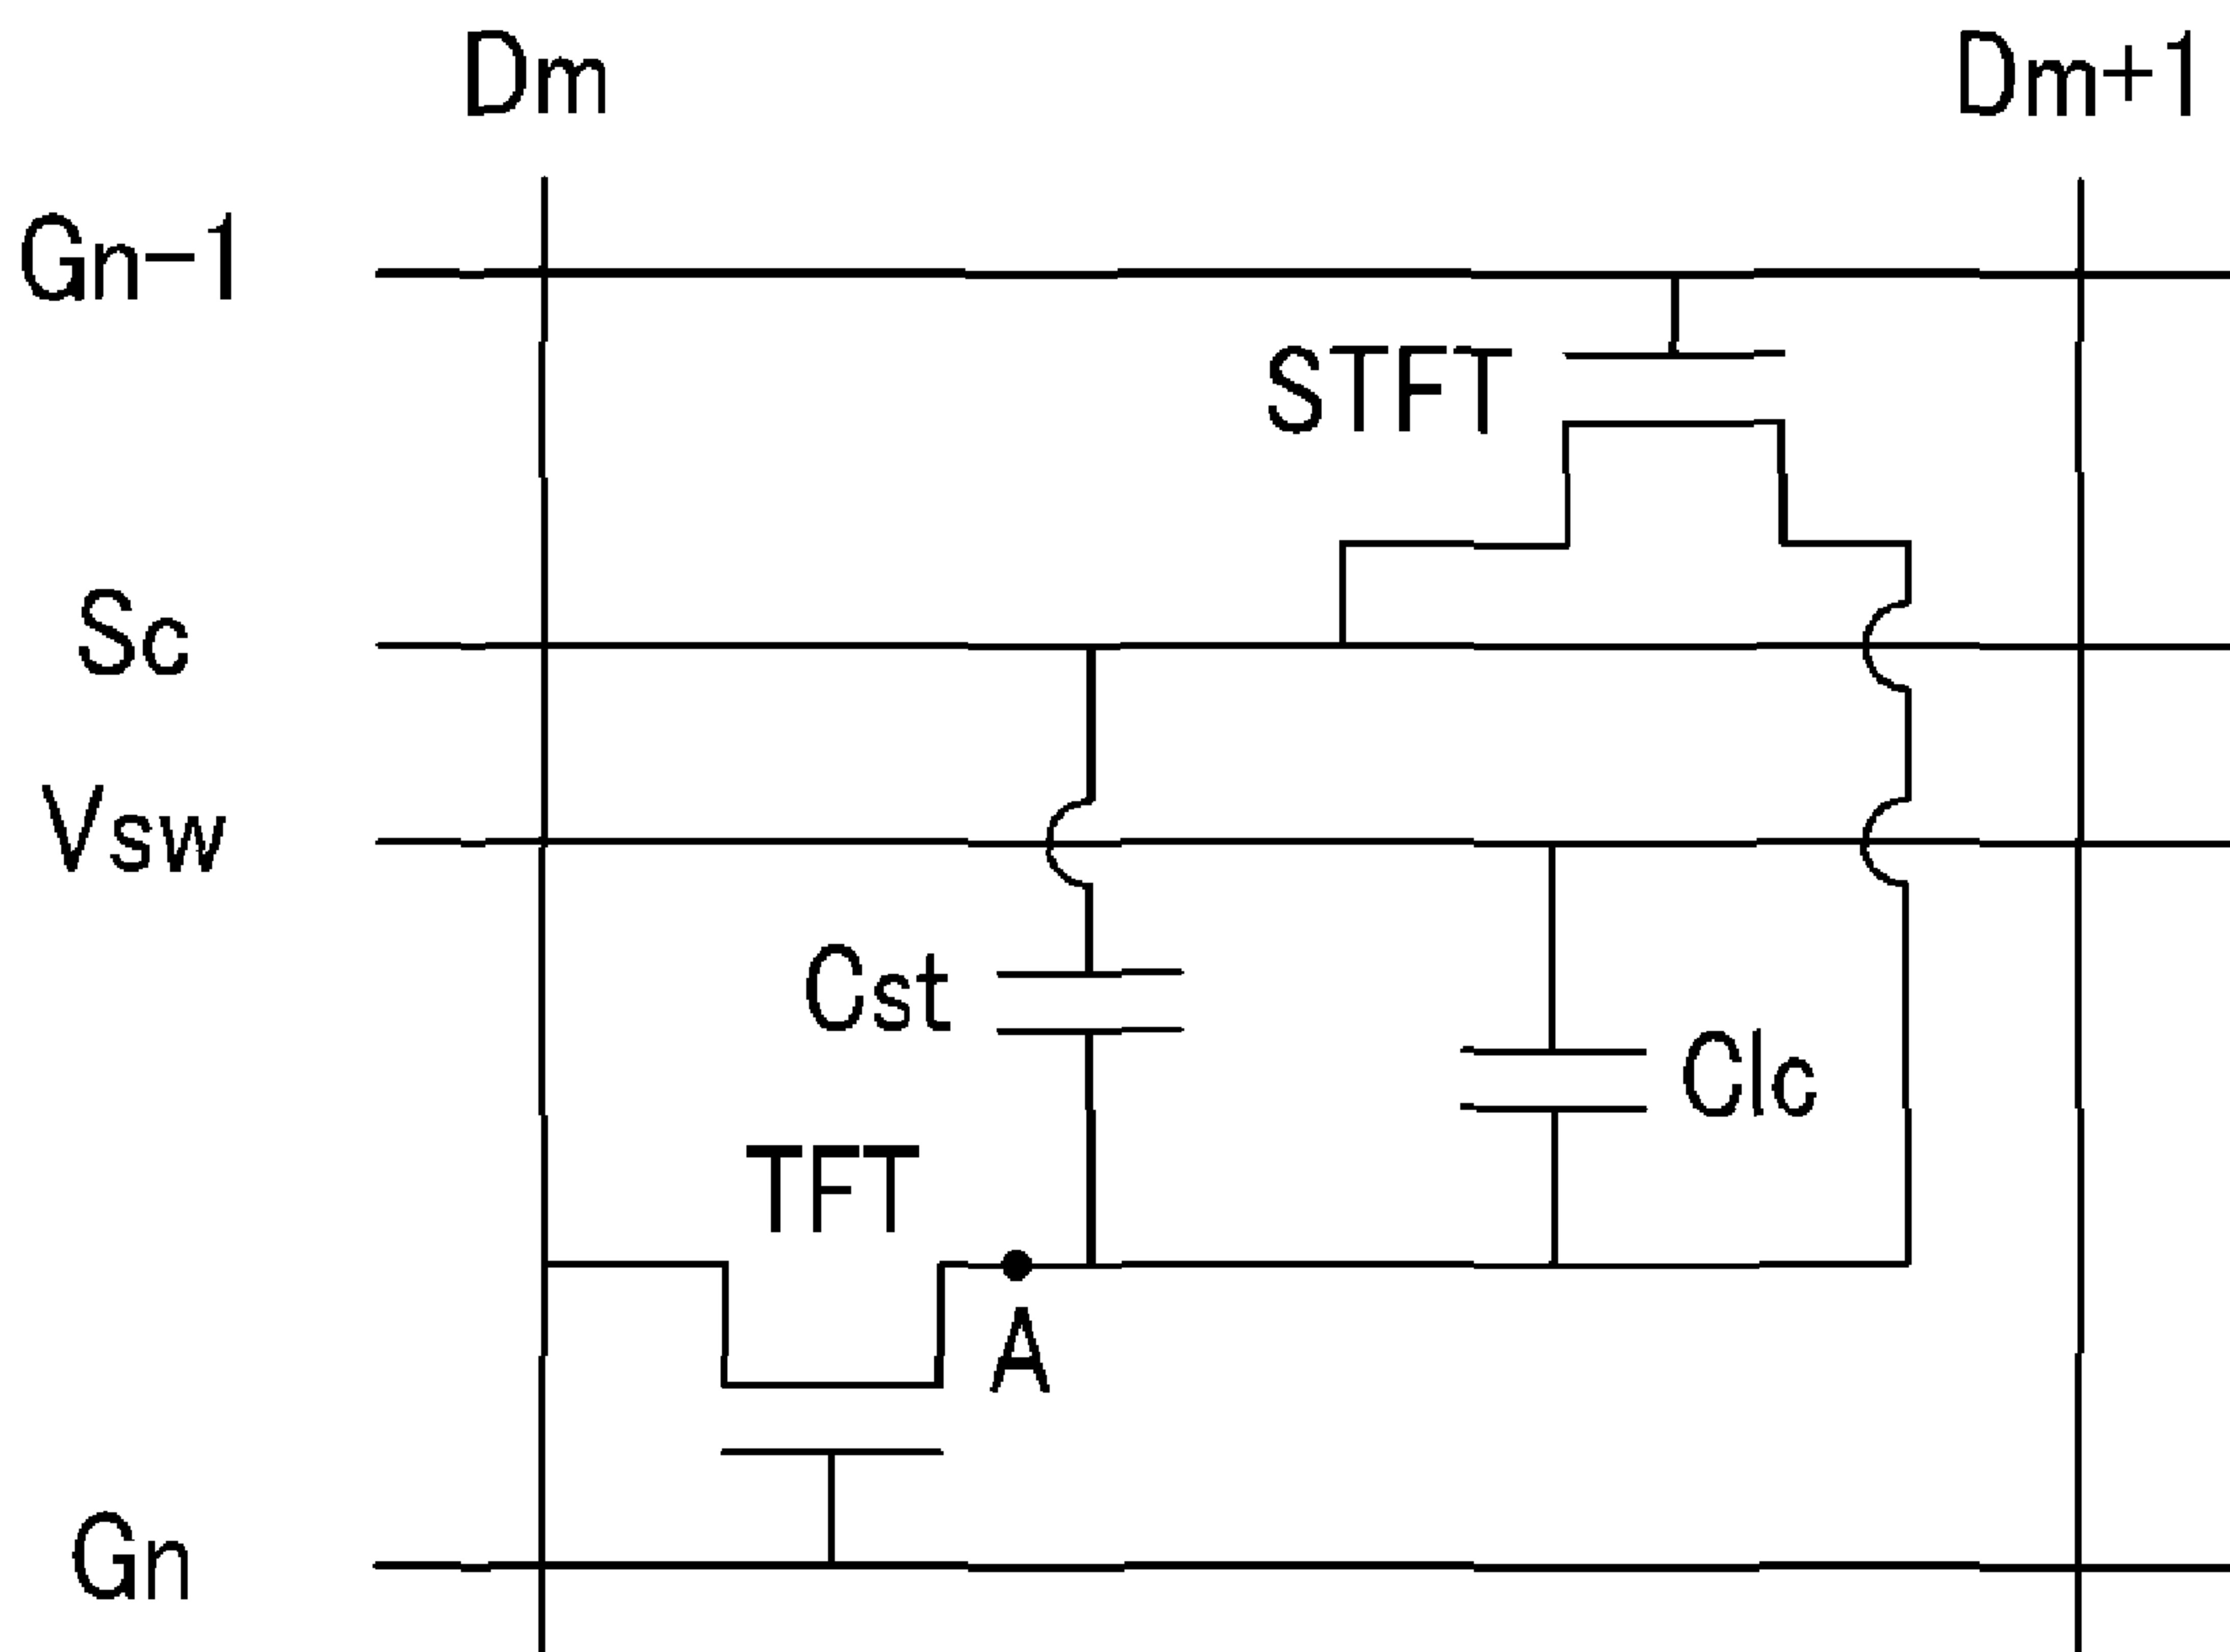 Dm
Dm+1
Gn-1
STFT
Sc
Vsw
Cst
Clc
TFT
A
Gn